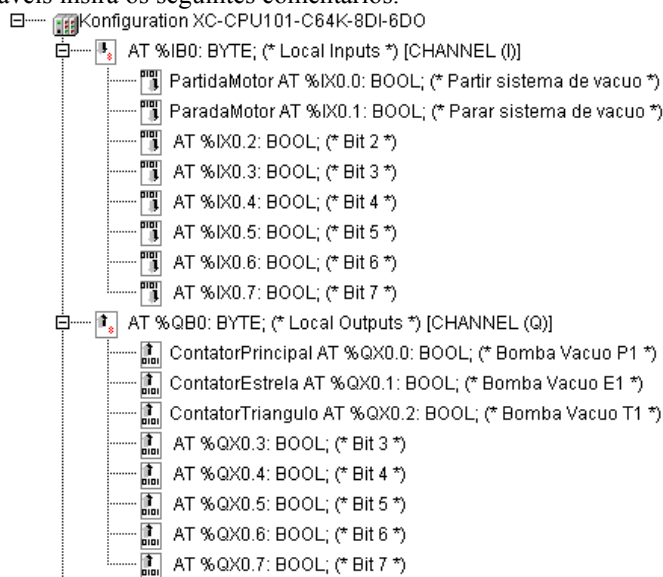 insira os seguintes comentários:
Konfiguration XC-CPU101-C64K-8DI-6DO
AT %IB0: BYTE; (* Local Inputs *) [CHANNEL (I)]
PartidaMotor AT %IX0.0: BOOL; (* Partir sistema de vacuo *)
ParadaMotor AT %IX0.1: BOOL; (* Parar sistema de vacuo *)
AT %IX0.2: BOOL; (* Bit 2 *)
AT %IX0.3: BOOL; (* Bit 3 *)
AT %IX0.4: BOOL; (* Bit 4 *)
AT %IX0.5: BOOL; (* Bit 5 *)
AT %IX0.6: BOOL; (* Bit 6 *)
AT %IX0.7: BOOL; (* Bit 7 *)
AT %QB0: BYTE; (* Local Outputs *) [CHANNEL (Q)]
ContatorPrincipal AT %QX0.0: BOOL; (* Bomba Vacuo P1 *)
ContatorEstrela AT %QX0.1: BOOL; (* Bomba Vacuo E1 *)
ContatorTriangulo AT %QX0.2: BOOL; (* Bomba Vacuo T1 *)
AT %QX0.3: BOOL; (* Bit 3 *)
AT %QX0.4: BOOL; (* Bit 4 *)
AT %QX0.5: BOOL; (* Bit 5 *)
AT %QX0.6: BOOL; (* Bit 6 *)
AT %QX0.7: BOOL; (* Bit 7 *)